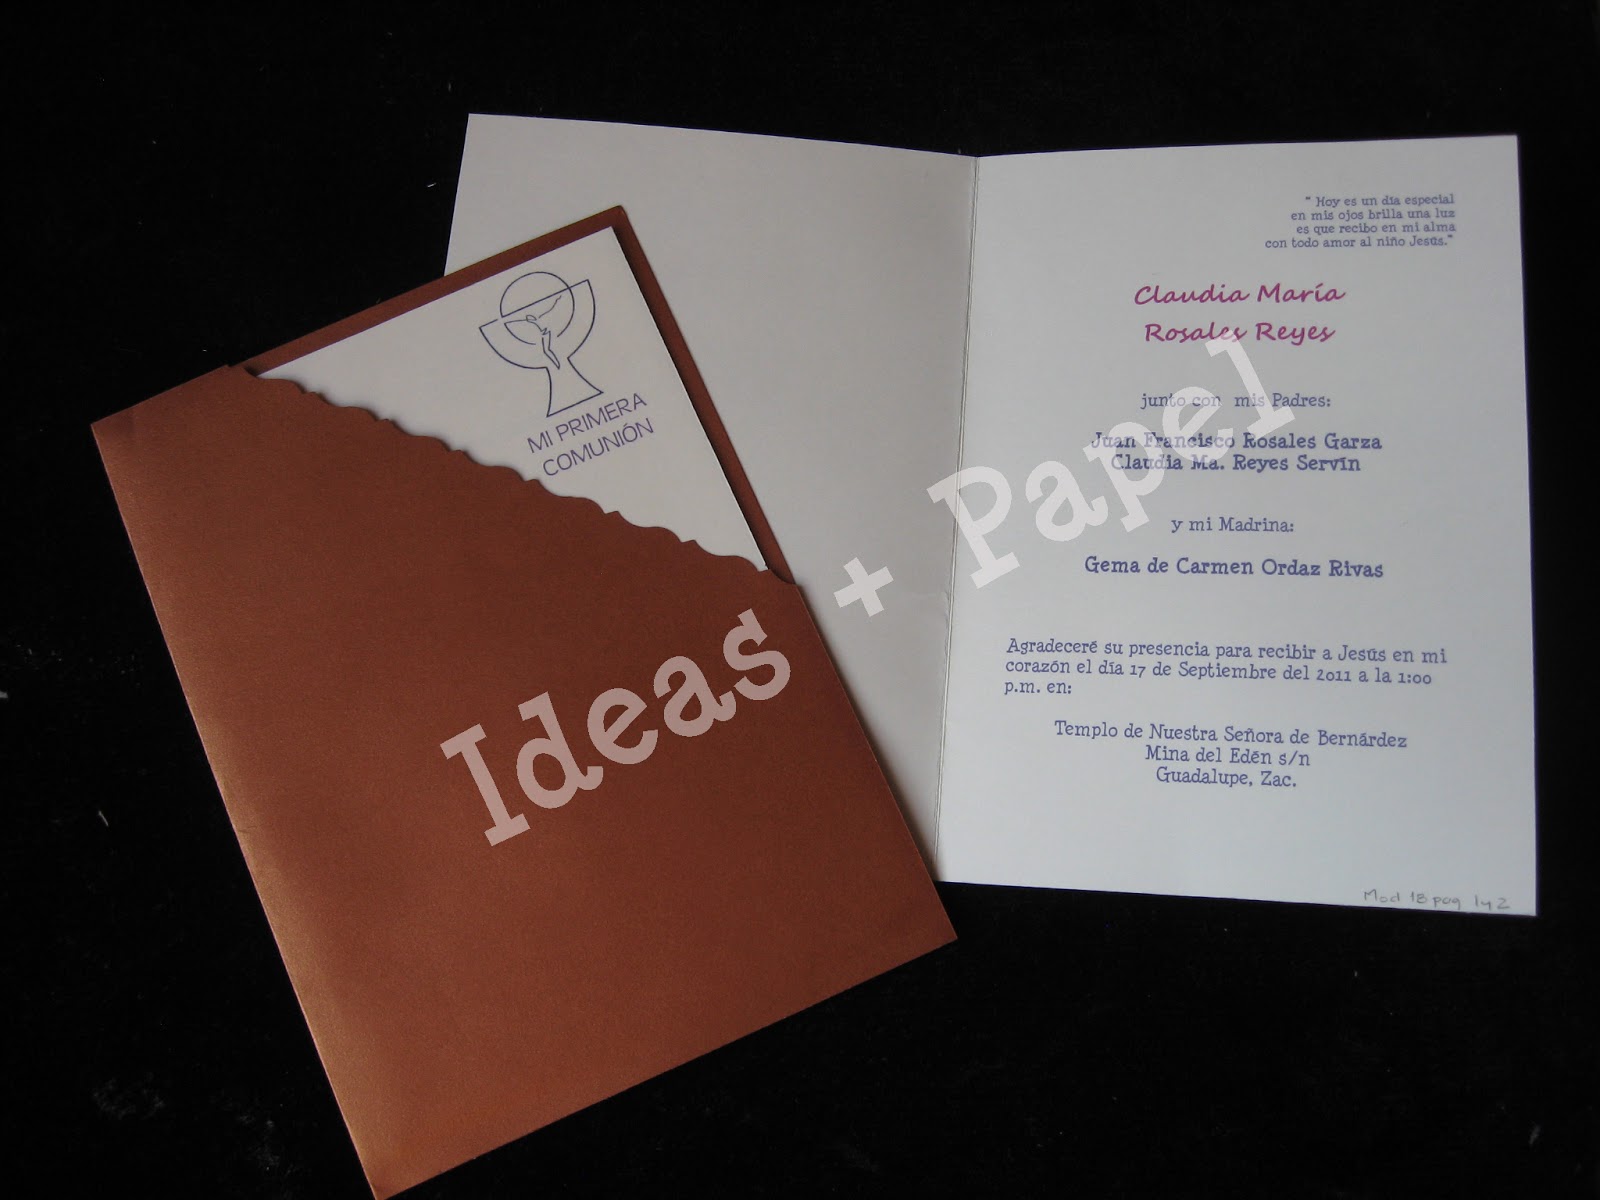 MI PRIMERA
COMUNIÓN
" Hoy es un día especial
en mis ojos brilla una luz
es que recibo en mi alma
con todo amor al niño Jesús."
Claudia María
Rosales Reyes
junto con mis Padres:
Juan Francisco Rosales Garza
Claudia Ma. Reyes Servín
y mi Madrina:
Gema de Carmen Ordaz Rivas
Agradeceré su presencia para recibir a Jesús en mi
corazón el día 17 de Septiembre del 2011 a la 1:00
p.m. en:
Templo de Nuestra Señora de Bernárdez
Mina del Edén s/n
Guadalupe, Zac.
Mod 18 pag 1y2
Ideas + Papel